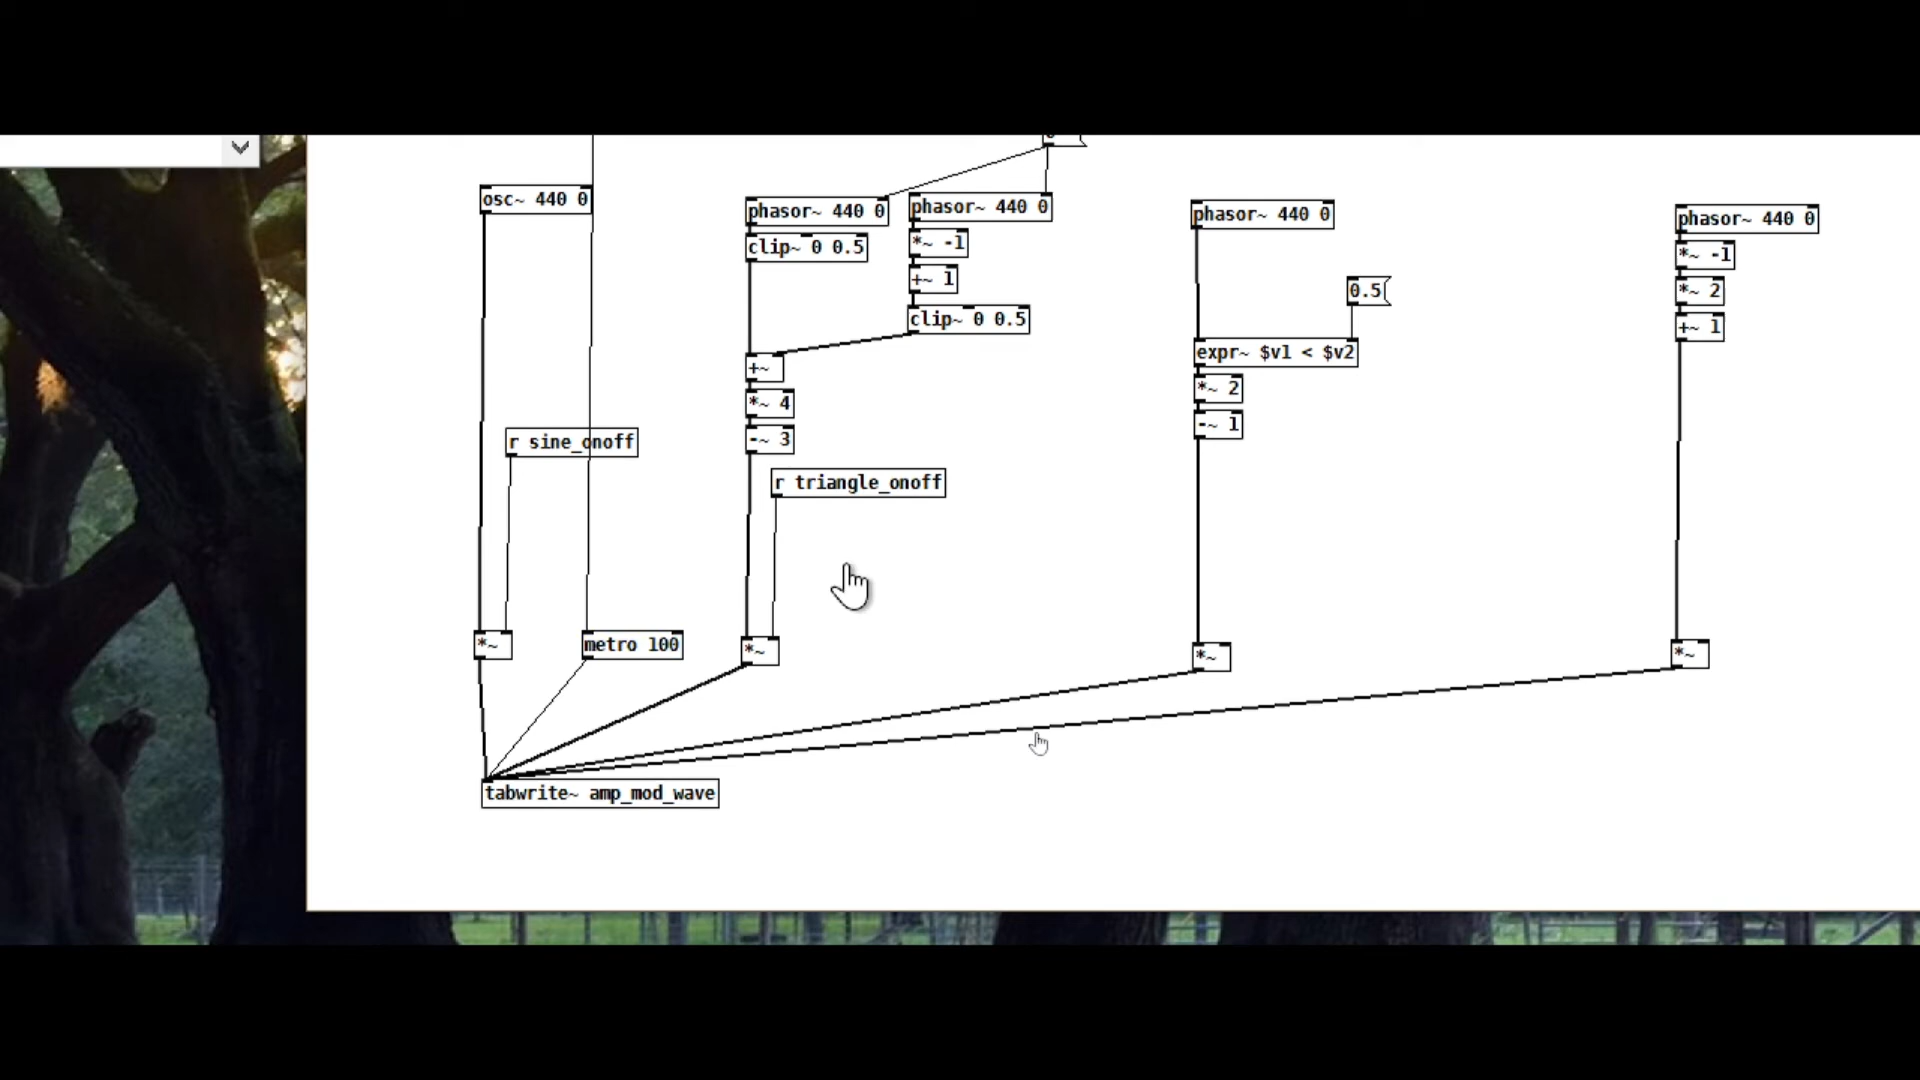 osc~ 440 0
phasor~ 440 0
phasor~ 440 0
phasor~ 440 0
phasor~ 440 0
clip~ 0 0.5
*~ -1
+~ 1
clip~ 0 0.5
*~ -1
*~ 2
+~ 1
0.5
expr~ $v1 < $v2
*~ 2
-~ 1
+~
*~ 4
-~ 3
r sine_onoff
r triangle_onoff
*~
metro 100
*~
*~
*~
tabwrite~ amp_mod_wave